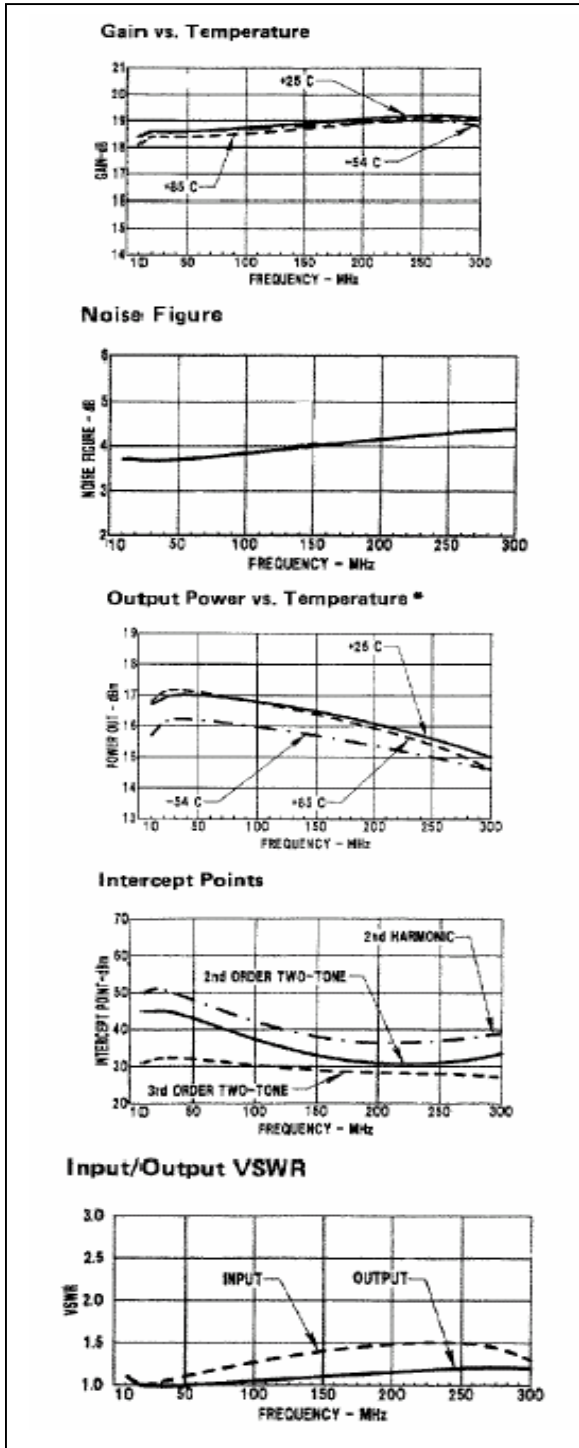 Gain vs. Temperature
21
20
19
18
17
16
15
14
GAIN-dB
+25 C
-54 C
+85 C
10 50 100 150 200 250 300
FREQUENCY - MHz
Noise Figure
6
5
4
3
2
NOISE FIGURE - dB
10 50 100 150 200 250 300
FREQUENCY - MHz
Output Power vs. Temperature*
19
18
17
16
15
13
POWER OUT - dBm
+25 C
-54 C
+85 C
10 50 100 150 200 250 300
FREQUENCY - MHz
Intercept Points
70
60
50
40
30
20
INTERCEPT POINT-dBm
2nd HARMONIC
2nd ORDER TWO-TONE
3rd ORDER TWO-TONE
10 50 100 150 200 250 300
FREQUENCY - MHz
Input/Output VSWR
3.0
2.5
2.0
1.5
1.0
VSWR
INPUT
OUTPUT
10 50 100 150 200 250 300
FREQUENCY - MHz